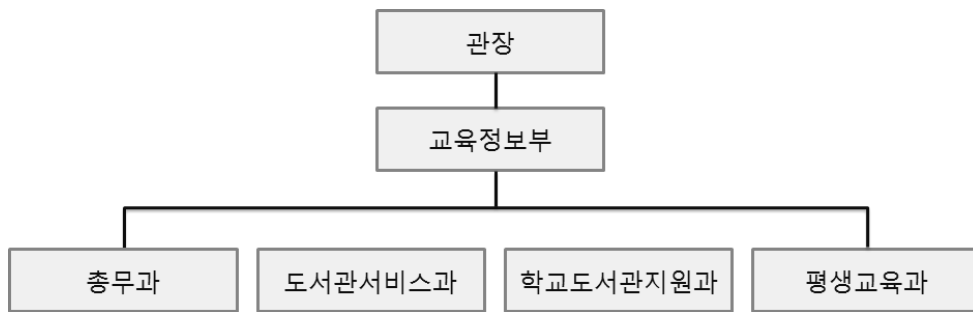 관장
교육정보부
총무과
도서관서비스과
학교도서관지원과
평생교육과